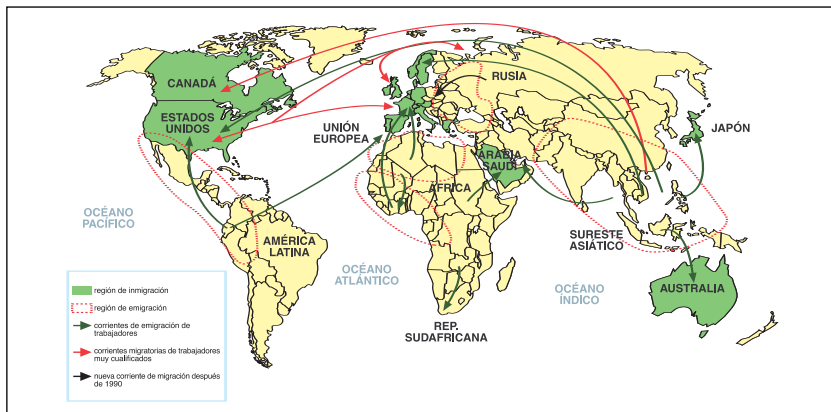 CANADÁ
ESTADOS
UNIDOS
UNIÓN
EUROPEA
RUSIA
JAPÓN
ARABIA
SAUDÍ
ÁFRICA
OCÉANO
PACÍFICO
AMÉRICA
LATINA
OCÉANO
ATLÁNTICO
SURESTE
ASIÁTICO
OCÉANO
ÍNDICO
AUSTRALIA
REP.
SUDAFRICANA
región de inmigración
región de emigración
corrientes de emigración de
trabajadores
corrientes migratorias de trabajadores
muy cualificados
nueva corriente de migración después
de 1990